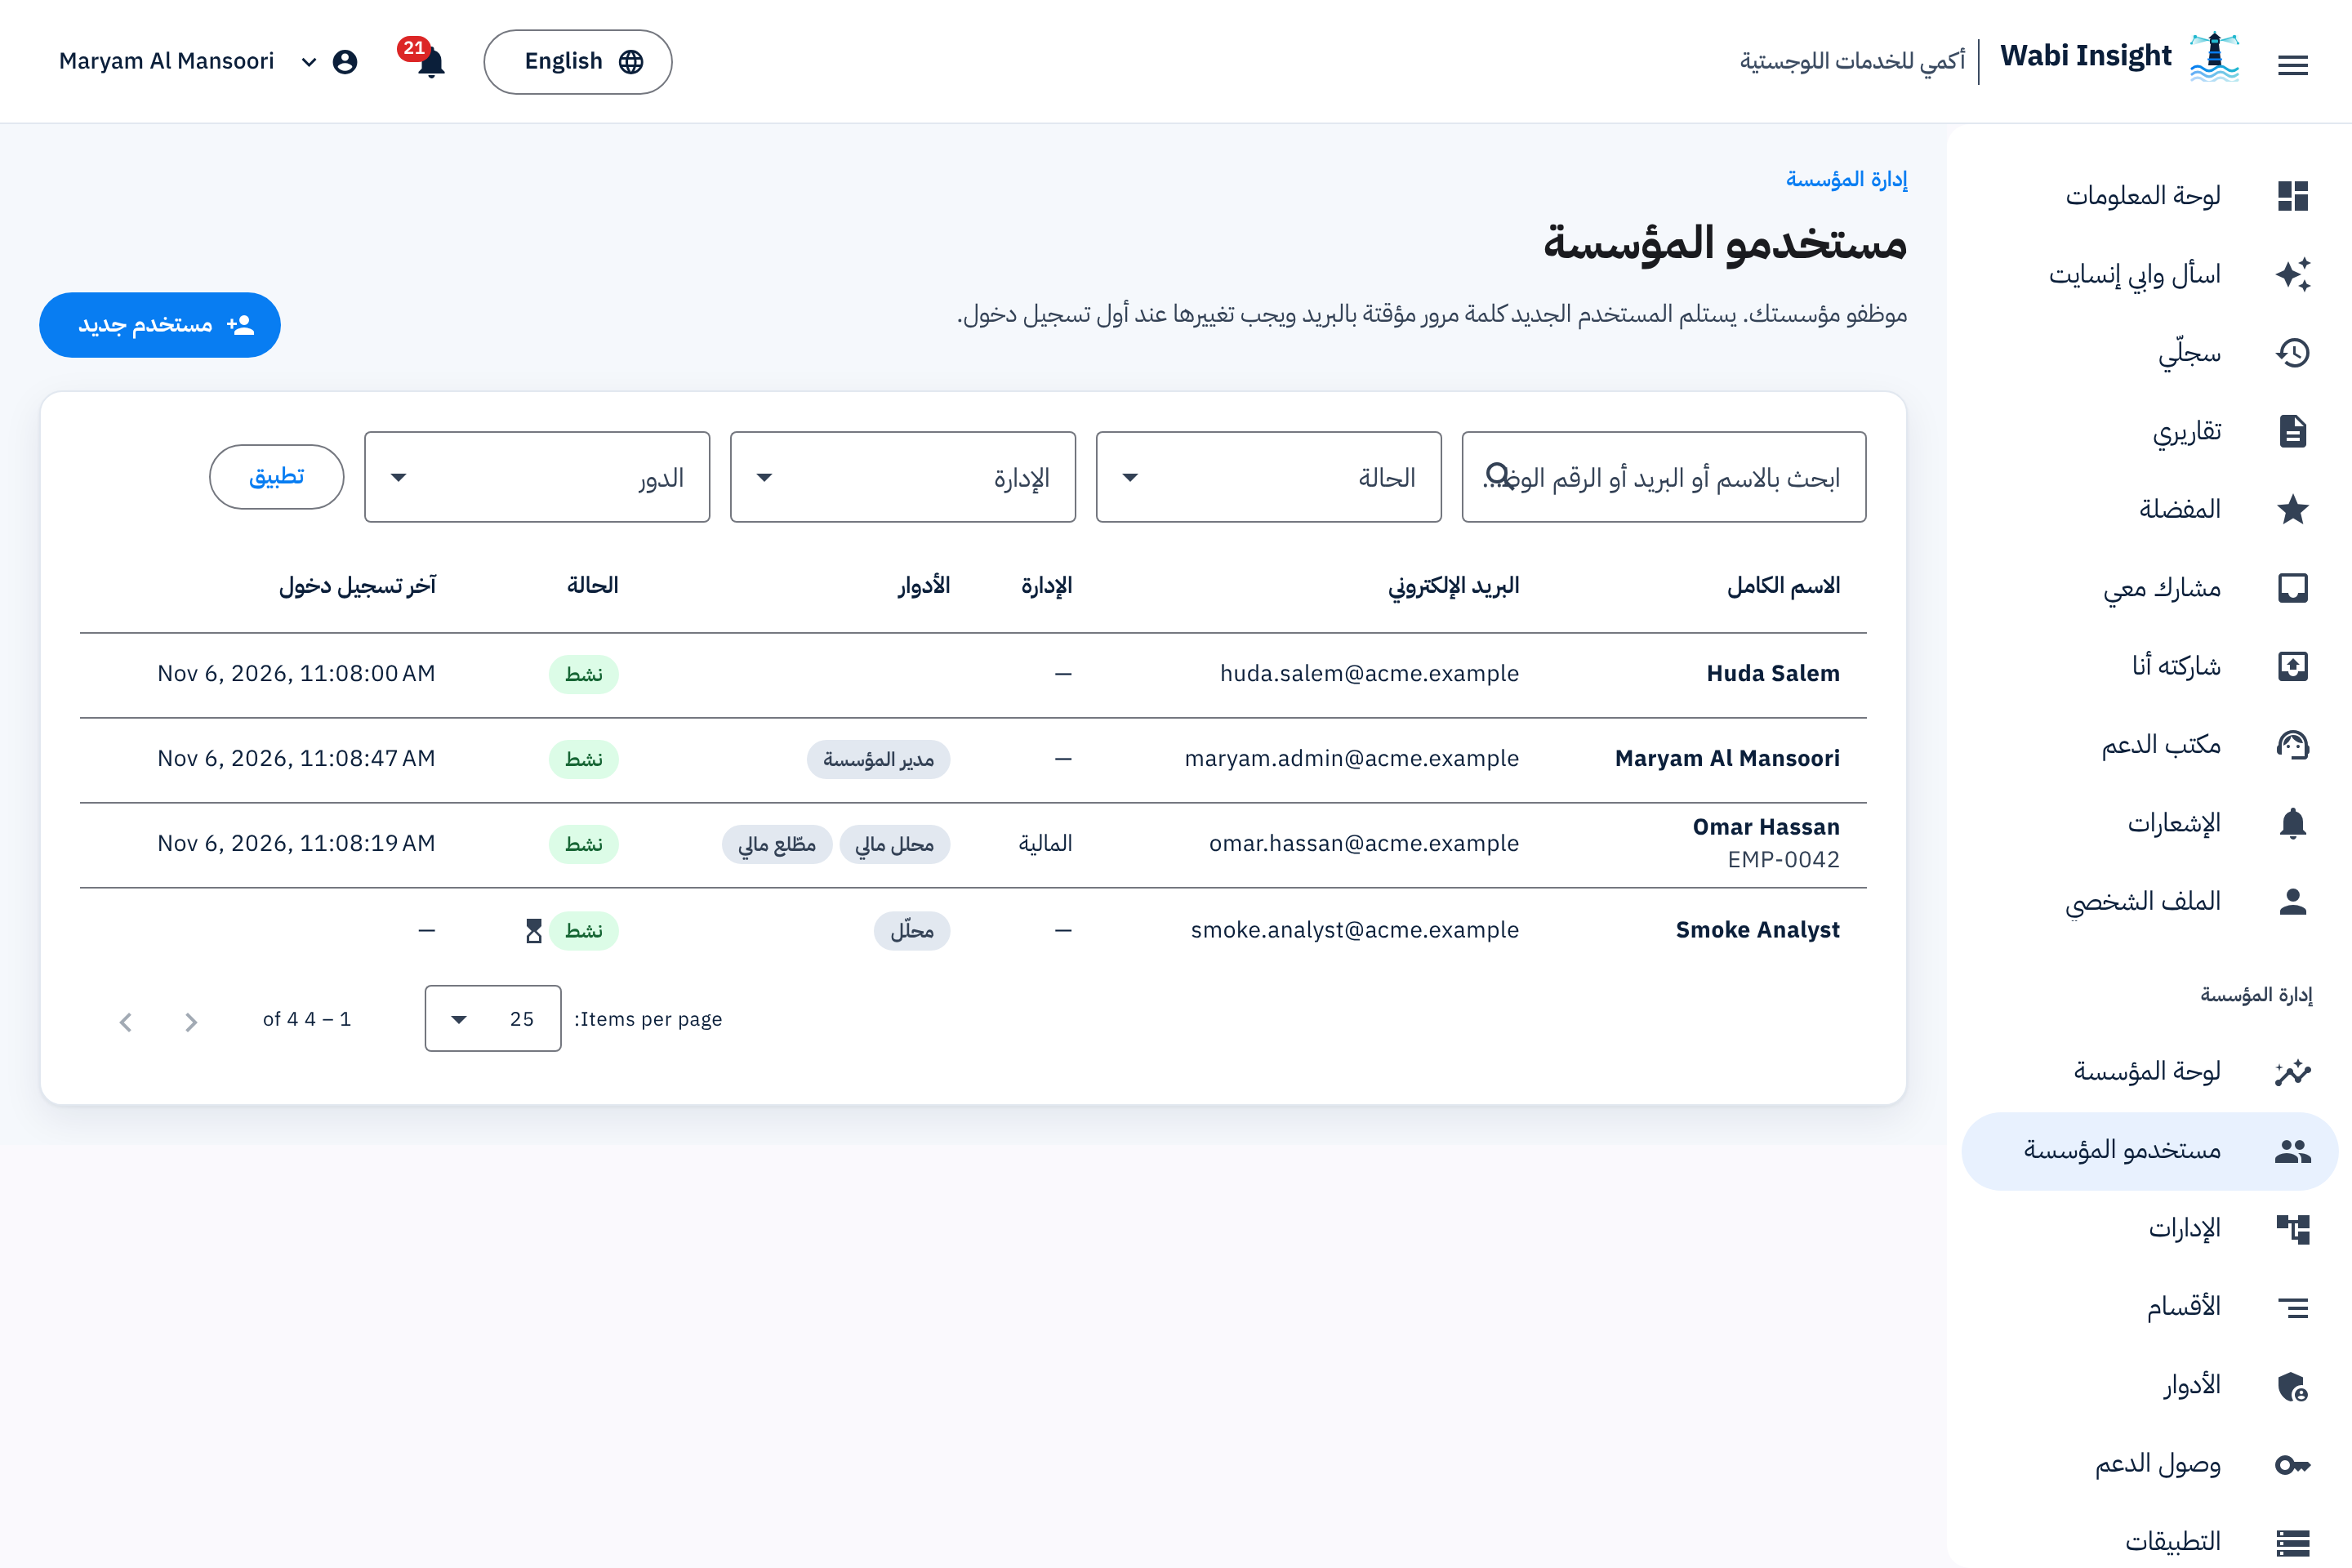 Wabi Insight
أكمي للخدمات اللوجستية
English
21
Maryam Al Mansoori
لوحة المعلومات
اسأل وابي إنسايت
سجلّي
تقاريري
المفضلة
مشارك معي
شاركته أنا
مكتب الدعم
الإشعارات
الملف الشخصي
إدارة المؤسسة
لوحة المؤسسة
مستخدمو المؤسسة
الإدارات
الأقسام
الأدوار
وصول الدعم
التطبيقات
إدارة المؤسسة
مستخدمو المؤسسة
موظفو مؤسستك. يستلم المستخدم الجديد كلمة مرور مؤقتة بالبريد ويجب تغييرها عند أول تسجيل دخول.
مستخدم جديد
ابحث بالاسم أو البريد أو الرقم الوظ...
الحالة
الإدارة
الدور
تطبيق
الاسم الكامل البريد الإلكتروني الإدارة الأدوار الحالة آخر تسجيل دخول
Huda Salem huda.salem@acme.example — نشط Nov 6, 2026, 11:08:00 AM
Maryam Al Mansoori maryam.admin@acme.example — مدير المؤسسة نشط Nov 6, 2026, 11:08:47 AM
Omar Hassan omar.hassan@acme.example المالية محلل مالي مطّلع مالي نشط Nov 6, 2026, 11:08:19 AM
EMP-0042
Smoke Analyst smoke.analyst@acme.example — محلّل نشط —
Items per page: 25 1 – 4 of 4